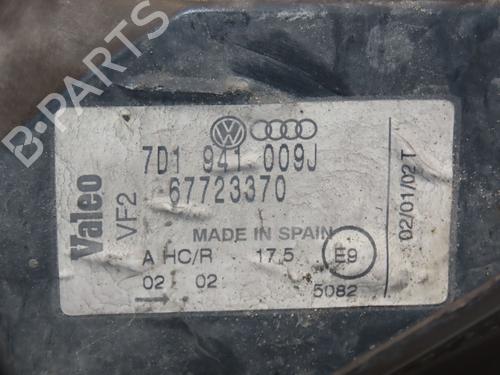 B-PARTS
7D1 941 009J
67723370
Valeo
VF2
MADE IN SPAIN
A HC/R 17.5 E9
02 02 5082
02/01/02 T